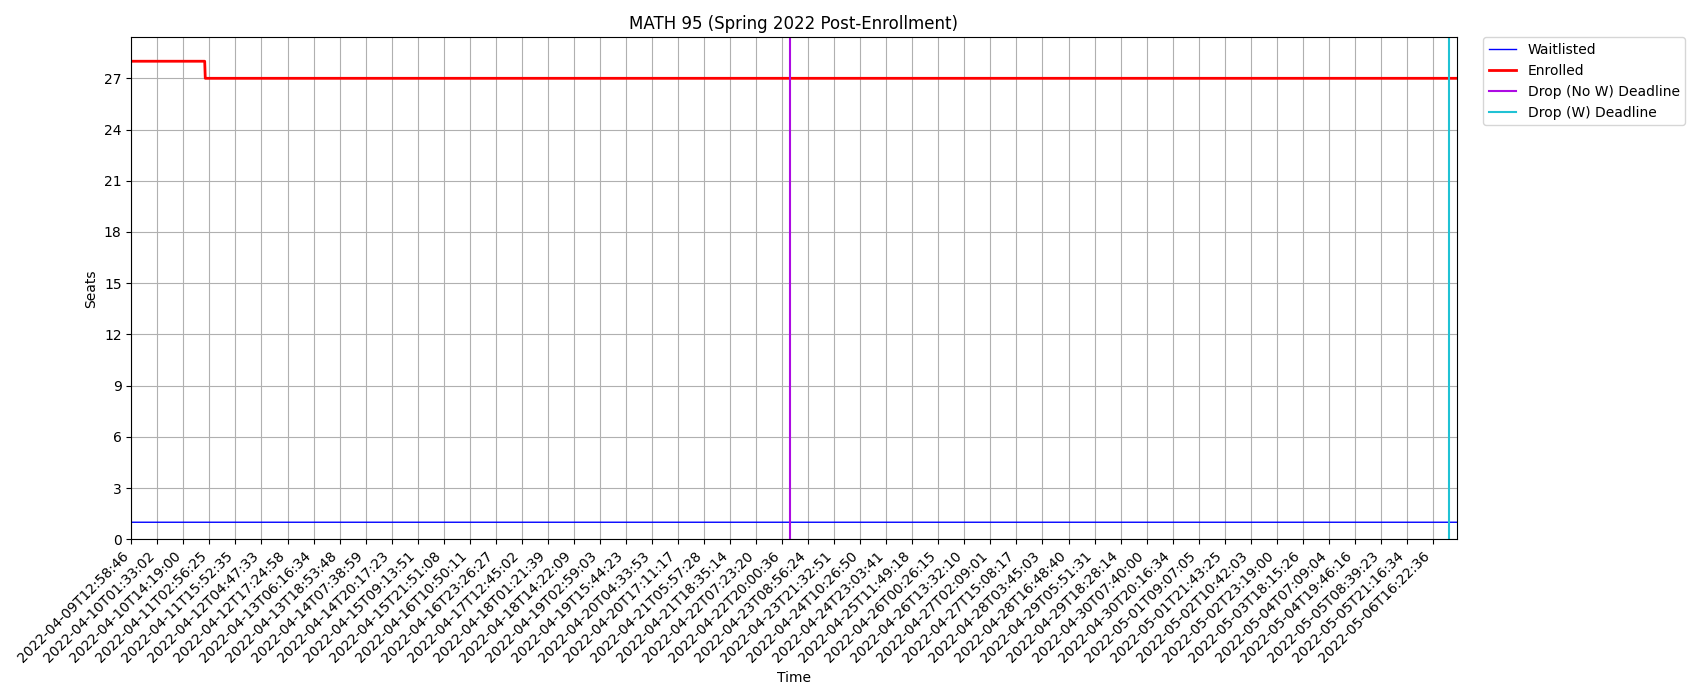 MATH 95 (Spring 2022 Post-Enrollment)
Waitlisted
Enrolled
Drop (No W) Deadline
Drop (W) Deadline
27
24
21
18
15
12
9
6
3
0
Seats
2022-04-09T12:58:46
2022-04-10T01:33:02
2022-04-10T14:19:00
2022-04-11T02:56:25
2022-04-11T15:52:35
2022-04-12T04:47:33
2022-04-12T17:24:58
2022-04-13T06:16:34
2022-04-13T18:53:48
2022-04-14T07:38:59
2022-04-14T20:17:23
2022-04-15T09:13:51
2022-04-15T21:51:08
2022-04-16T10:50:11
2022-04-16T23:26:27
2022-04-17T12:45:02
2022-04-18T01:21:39
2022-04-18T14:22:09
2022-04-19T02:59:03
2022-04-19T15:44:23
2022-04-20T04:33:53
2022-04-20T17:11:17
2022-04-21T05:57:28
2022-04-21T18:35:14
2022-04-22T07:23:20
2022-04-22T20:00:36
2022-04-23T08:56:24
2022-04-23T21:32:51
2022-04-24T10:26:50
2022-04-24T23:03:41
2022-04-25T11:49:18
2022-04-26T00:26:15
2022-04-26T13:32:10
2022-04-27T02:09:01
2022-04-27T15:08:17
2022-04-28T03:45:03
2022-04-28T16:48:40
2022-04-29T05:51:31
2022-04-29T18:28:14
2022-04-30T07:40:00
2022-04-30T20:16:34
2022-05-01T09:07:05
2022-05-01T21:43:25
2022-05-02T10:42:03
2022-05-02T23:19:00
2022-05-03T18:15:26
2022-05-04T07:09:04
2022-05-04T19:46:16
2022-05-05T08:39:23
2022-05-05T21:16:34
2022-05-06T16:22:36
Time